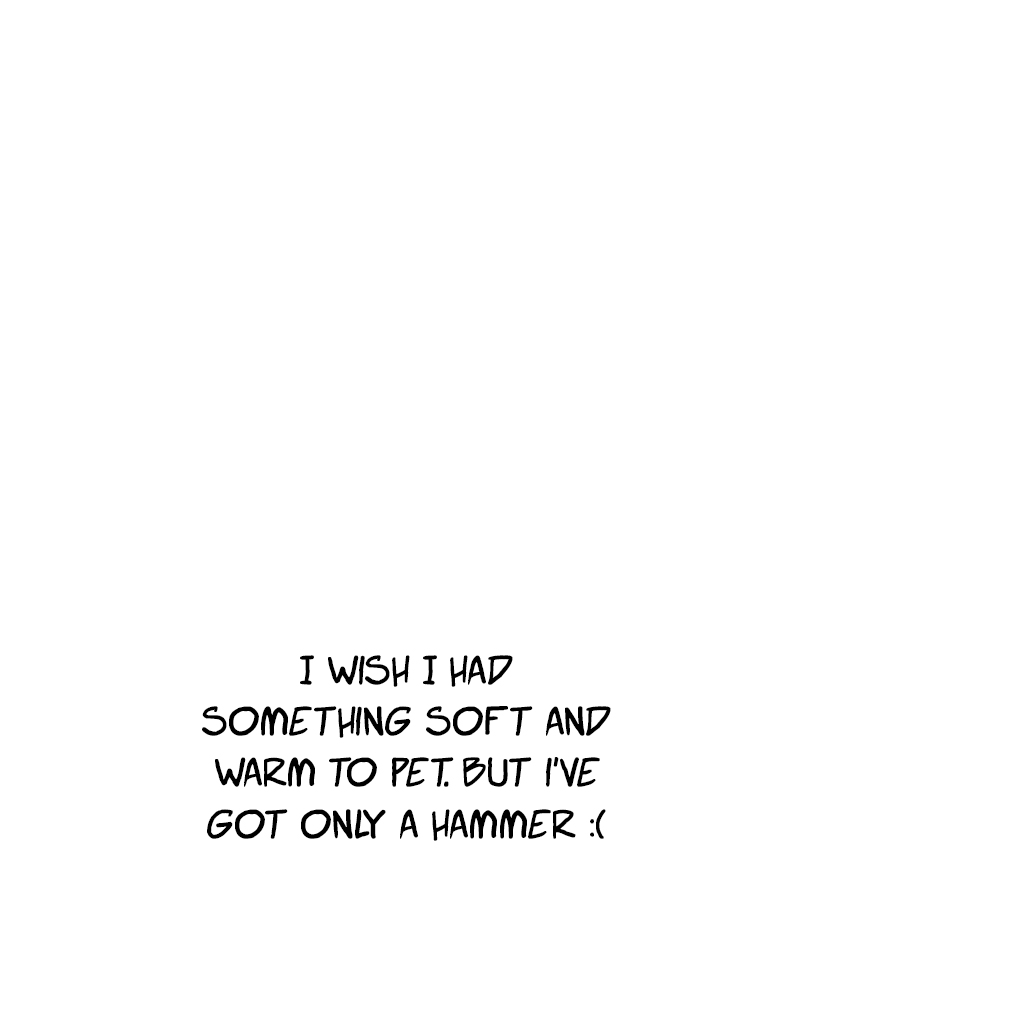 I WISH I HAD
SOMETHING SOFT AND
WARM TO PET. BUT I'VE
GOT ONLY A HAMMER :(